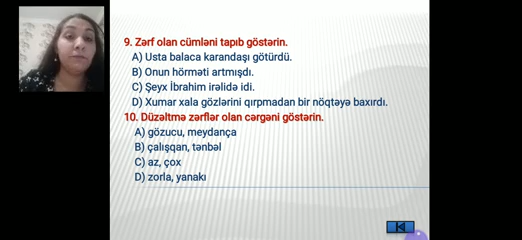 9. Zərf olan cümləni tapıb göstərin.
A) Usta balaca karandaşı götürdü.
B) Onun hörməti artmışdı.
C) Şeyx İbrahim irəlidə idi.
D) Xumar xala gözlərini qırpmadan bir nöqtəyə baxırdı.
10. Düzəltmə zərflər olan cərgəni göstərin.
A) gözucu, meydança
B) çalışqan, tənbəl
C) az, çox
D) zorla, yanakı